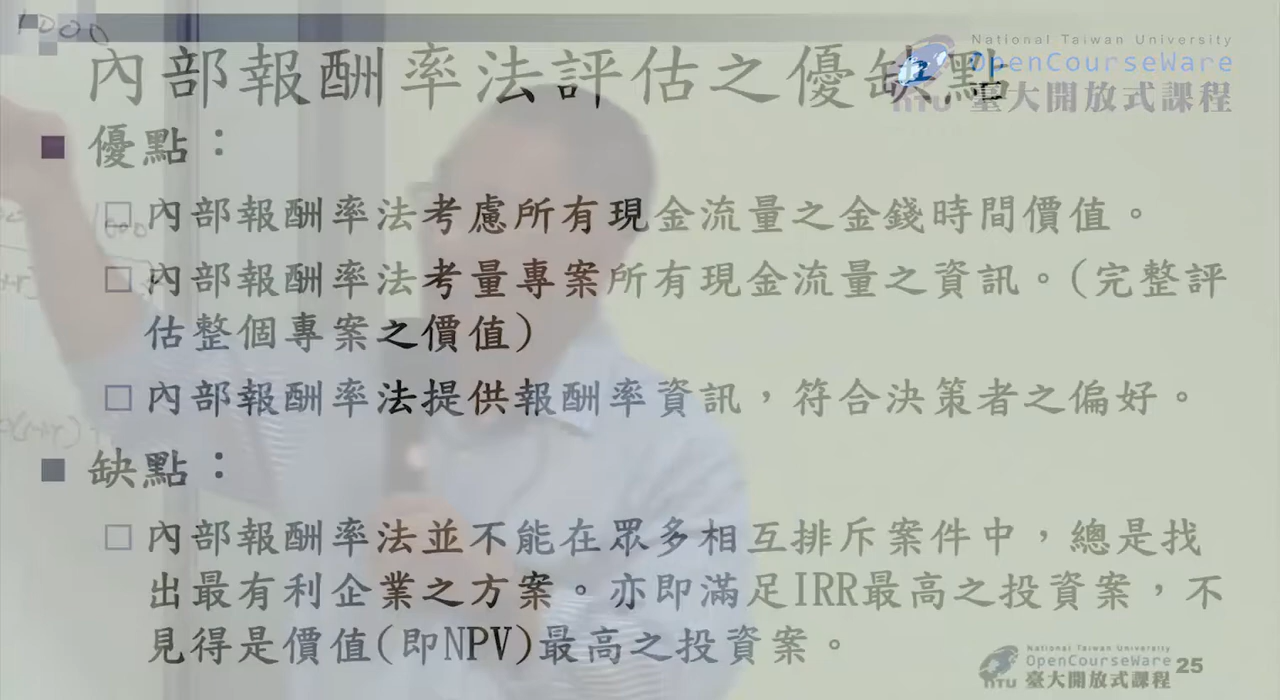 1000
內部報酬率法評估之優缺點
National Taiwan University
OpenCourseWare
NTU 臺大開放式課程
優點：
內部報酬率法考慮所有現金流量之金錢時間價值。
內部報酬率法考量專案所有現金流量之資訊。(完整評
估整個專案之價值)
內部報酬率法提供報酬率資訊，符合決策者之偏好。
缺點：
內部報酬率法並不能在眾多相互排斥案件中，總是找
出最有利企業之方案。亦即滿足IRR最高之投資案，不
見得是價值(即NPV)最高之投資案。
National Taiwan University
OpenCourseWare
NTU 臺大開放式課程
25